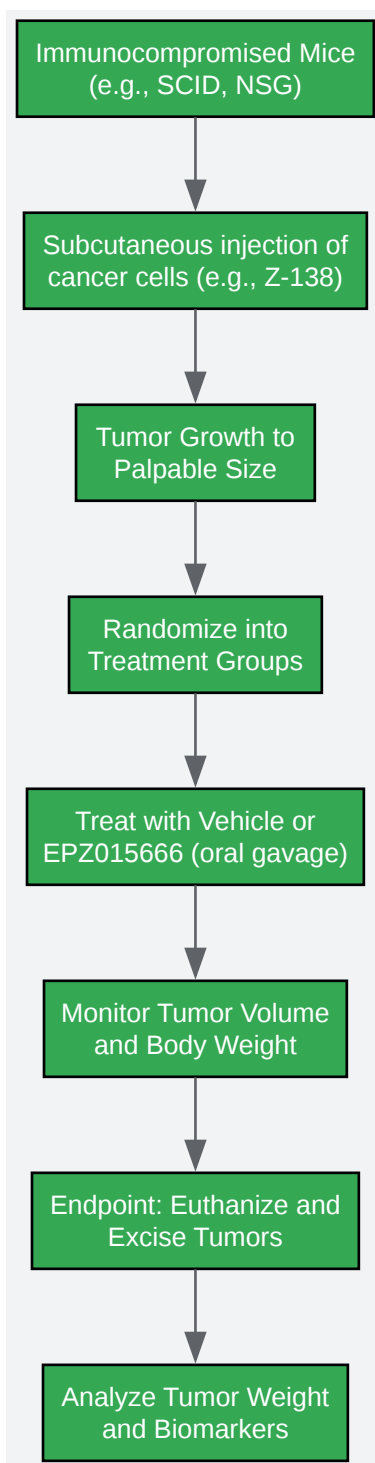 Immunocompromised Mice
(e.g., SCID, NSG)
Subcutaneous injection of
cancer cells (e.g., Z-138)
Tumor Growth to
Palpable Size
Randomize into
Treatment Groups
Treat with Vehicle or
EPZ015666 (oral gavage)
Monitor Tumor Volume
and Body Weight
Endpoint: Euthanize and
Excise Tumors
Analyze Tumor Weight
and Biomarkers